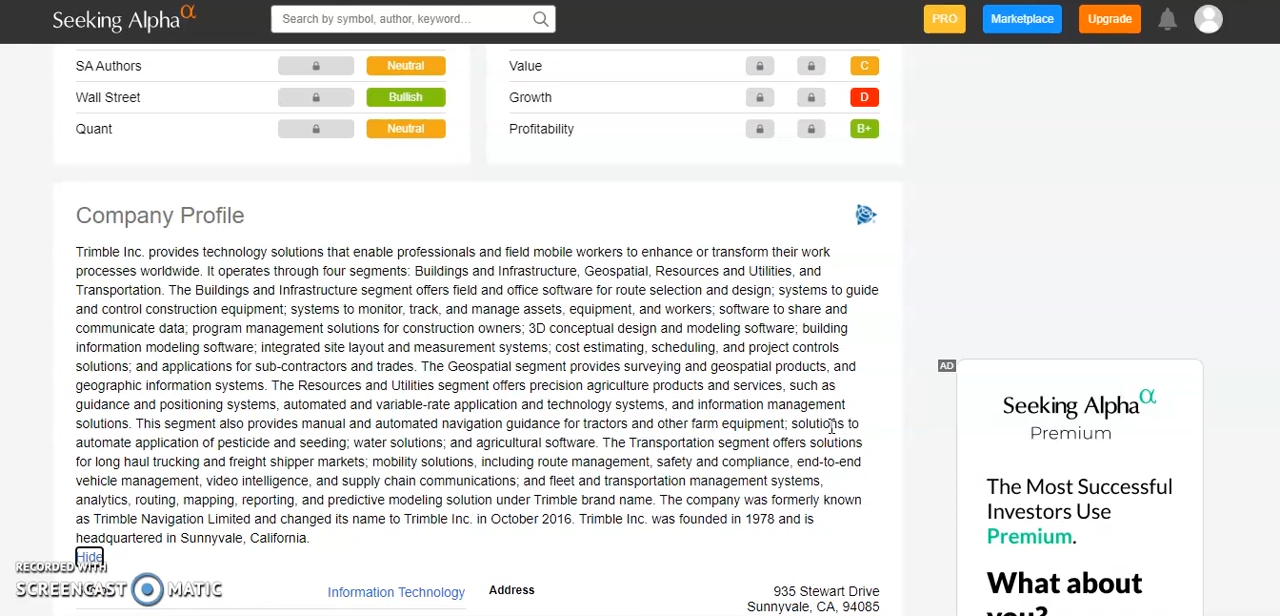 Seeking Alpha α
Search by symbol, author, keyword...
PRO
Marketplace
Upgrade
SA Authors
Neutral
Wall Street
Bullish
Quant
Neutral
Value
C
Growth
D
Profitability
B+
Company Profile
Trimble Inc. provides technology solutions that enable professionals and field mobile workers to enhance or transform their work
processes worldwide. It operates through four segments: Buildings and Infrastructure, Geospatial, Resources and Utilities, and
Transportation. The Buildings and Infrastructure segment offers field and office software for route selection and design; systems to guide
and control construction equipment; systems to monitor, track, and manage assets, equipment, and workers; software to share and
communicate data; program management solutions for construction owners; 3D conceptual design and modeling software; building
information modeling software; integrated site layout and measurement systems; cost estimating, scheduling, and project controls
solutions; and applications for sub-contractors and trades. The Geospatial segment provides surveying and geospatial products, and
geographic information systems. The Resources and Utilities segment offers precision agriculture products and services, such as
guidance and positioning systems, automated and variable-rate application and technology systems, and information management
solutions. This segment also provides manual and automated navigation guidance for tractors and other farm equipment; solutions to
automate application of pesticide and seeding; water solutions; and agricultural software. The Transportation segment offers solutions
for long haul trucking and freight shipper markets; mobility solutions, including route management, safety and compliance, end-to-end
vehicle management, video intelligence, and supply chain communications; and fleet and transportation management systems,
analytics, routing, mapping, reporting, and predictive modeling solution under Trimble brand name. The company was formerly known
as Trimble Navigation Limited and changed its name to Trimble Inc. in October 2016. Trimble Inc. was founded in 1978 and is
headquartered in Sunnyvale, California.
Hide
Information Technology
Address
935 Stewart Drive
Sunnyvale, CA, 94085
RECORDED WITH
SCREENCAST MATIC
AD
Seeking Alpha α
Premium
The Most Successful
Investors Use
Premium.
What about
you?